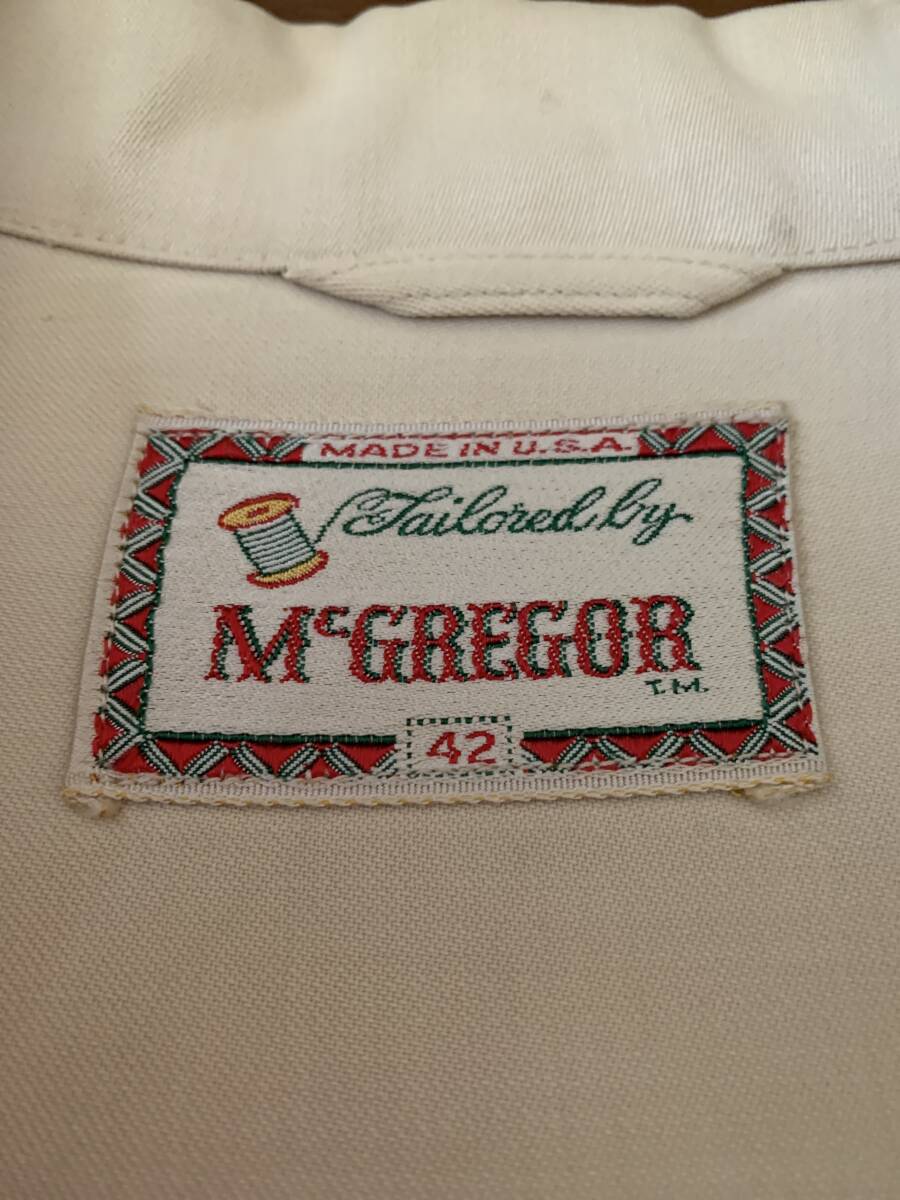 MADE IN U.S.A.
Tailored by
McGREGOR
T.M.
42